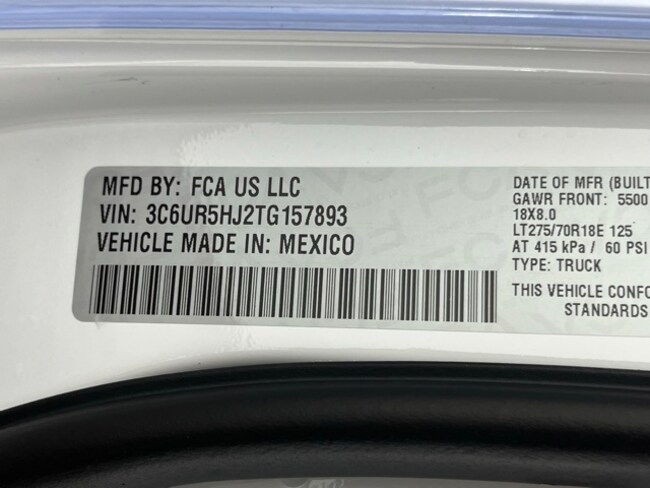 MFD BY: FCA US LLC
VIN: 3C6UR5HJ2TG157893
VEHICLE MADE IN: MEXICO
DATE OF MFR (BUILT
GAWR FRONT: 5500
18X8.0
LT275/70R18E 125
AT 415 kPa / 60 PSI
TYPE: TRUCK
THIS VEHICLE CONFO
STANDARDS